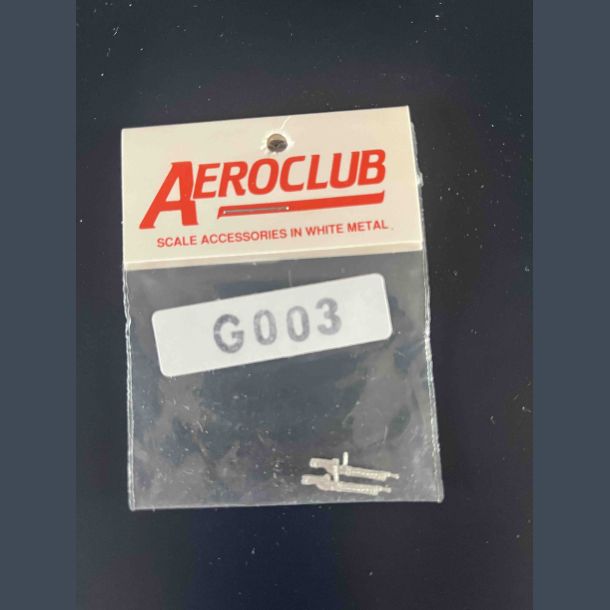 AEROCLUB
SCALE ACCESSORIES IN WHITE METAL.
G003